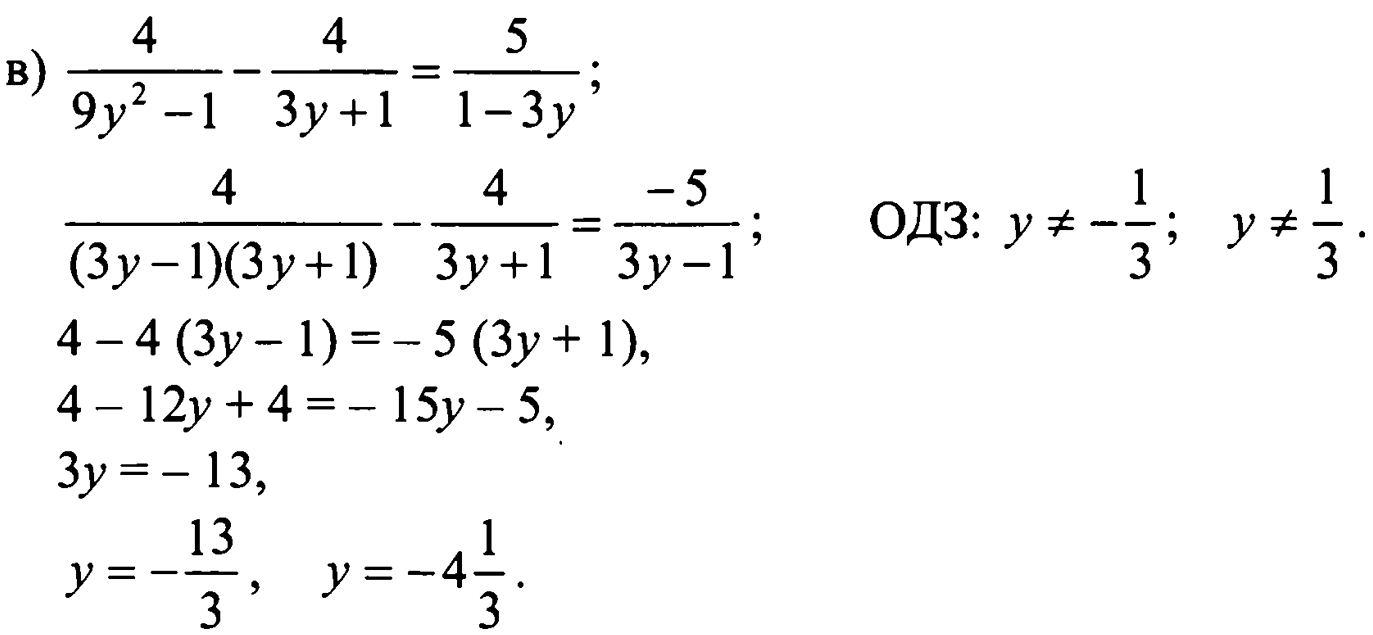 в) 4/(9y² − 1) − 4/(3y + 1) = 5/(1 − 3y);
4/((3y − 1)(3y + 1)) − 4/(3y + 1) = −5/(3y − 1); ОДЗ: y ≠ −1/3; y ≠ 1/3.
4 − 4 (3y − 1) = − 5 (3y + 1),
4 − 12y + 4 = − 15y − 5,
3y = − 13,
y = −13/3, y = −4 1/3.